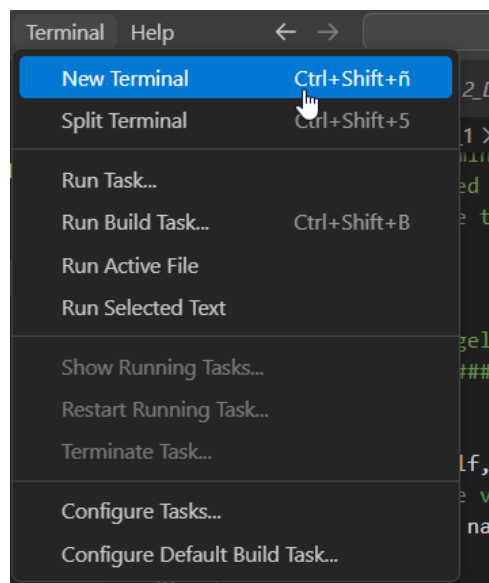 Terminal Help
New Terminal Ctrl+Shift+ñ
Split Terminal Ctrl+Shift+5
Run Task...
Run Build Task... Ctrl+Shift+B
Run Active File
Run Selected Text
Show Running Tasks...
Restart Running Task...
Terminate Task...
Configure Tasks...
Configure Default Build Task...